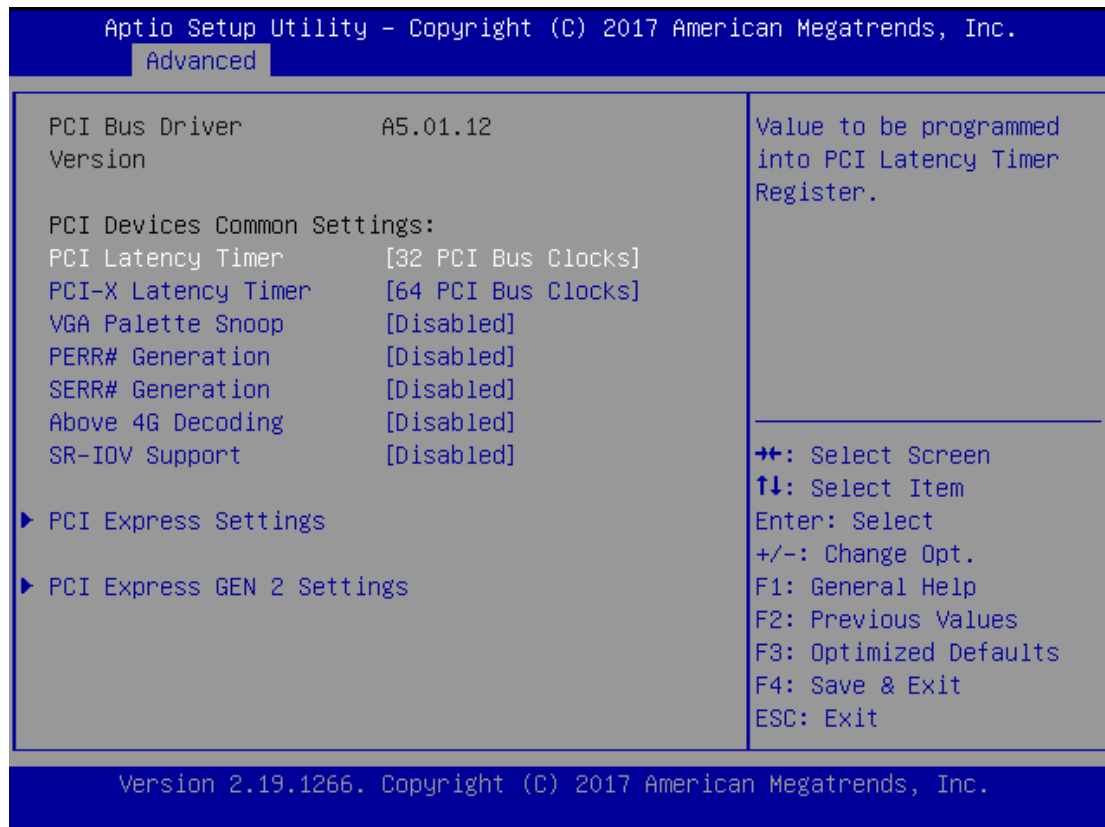 Aptio Setup Utility – Copyright (C) 2017 American Megatrends, Inc.
Advanced
PCI Bus Driver A5.01.12
Version
PCI Devices Common Settings:
PCI Latency Timer [32 PCI Bus Clocks]
PCI-X Latency Timer [64 PCI Bus Clocks]
VGA Palette Snoop [Disabled]
PERR# Generation [Disabled]
SERR# Generation [Disabled]
Above 4G Decoding [Disabled]
SR-IOV Support [Disabled]
► PCI Express Settings
► PCI Express GEN 2 Settings
Value to be programmed
into PCI Latency Timer
Register.
→←: Select Screen
↑↓: Select Item
Enter: Select
+/-: Change Opt.
F1: General Help
F2: Previous Values
F3: Optimized Defaults
F4: Save & Exit
ESC: Exit
Version 2.19.1266. Copyright (C) 2017 American Megatrends, Inc.